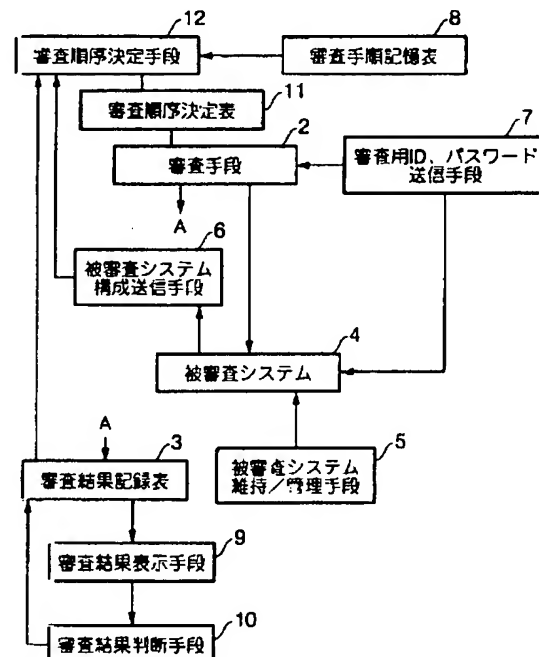 12
8
審査順序決定手段
審査手順記憶表
11
審査順序決定表
2
7
審査手段
審査用ID、パスワード
送信手段
A
6
被審査システム
構成送信手段
4
被審査システム
A
3
5
審査結果記録表
被審査システム
維持/管理手段
9
審査結果表示手段
10
審査結果判断手段